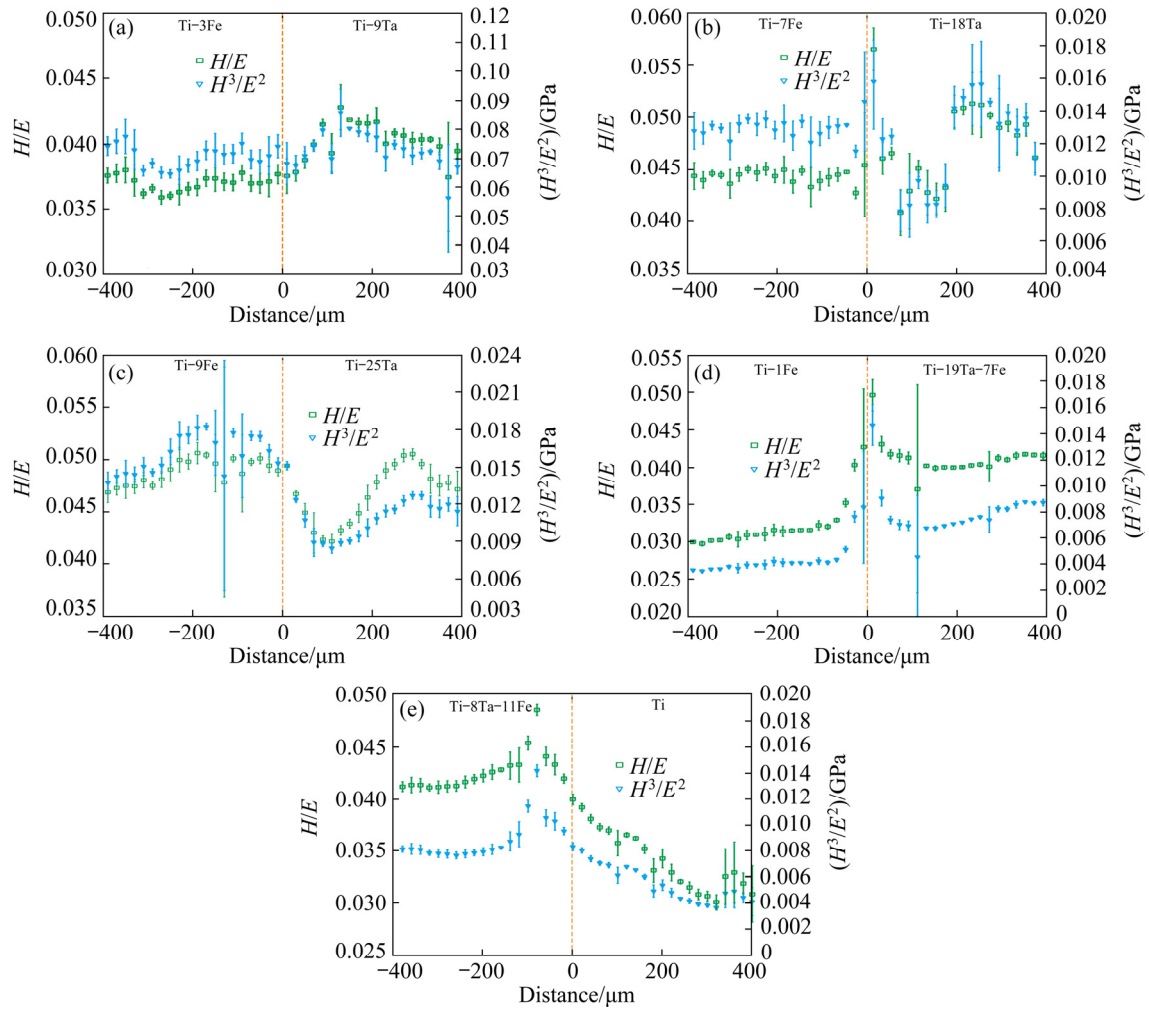 (a)
Ti−3Fe
Ti−9Ta
H/E
H³/E²
0.050
0.045
0.040
0.035
0.030
H/E
0.12
0.11
0.10
0.09
0.08
0.07
0.06
0.05
0.04
0.03
(H³/E²)/GPa
−400
−200
0
200
400
Distance/μm
(b)
Ti−7Fe
Ti−18Ta
H/E
H³/E²
0.060
0.055
0.050
0.045
0.040
0.035
H/E
0.020
0.018
0.016
0.014
0.012
0.010
0.008
0.006
0.004
(H³/E²)/GPa
−400
−200
0
200
400
Distance/μm
(c)
Ti−9Fe
Ti−25Ta
H/E
H³/E²
0.060
0.055
0.050
0.045
0.040
0.035
H/E
0.024
0.021
0.018
0.015
0.012
0.009
0.006
0.003
(H³/E²)/GPa
−400
−200
0
200
400
Distance/μm
(d)
Ti−1Fe
Ti−19Ta−7Fe
H/E
H³/E²
0.055
0.050
0.045
0.040
0.035
0.030
0.025
0.020
H/E
0.020
0.018
0.016
0.014
0.012
0.010
0.008
0.006
0.004
0.002
0
(H³/E²)/GPa
−400
−200
0
200
400
Distance/μm
(e)
Ti−8Ta−11Fe
Ti
H/E
H³/E²
0.050
0.045
0.040
0.035
0.030
0.025
H/E
0.020
0.018
0.016
0.014
0.012
0.010
0.008
0.006
0.004
0.002
0
(H³/E²)/GPa
−400
−200
0
200
400
Distance/μm